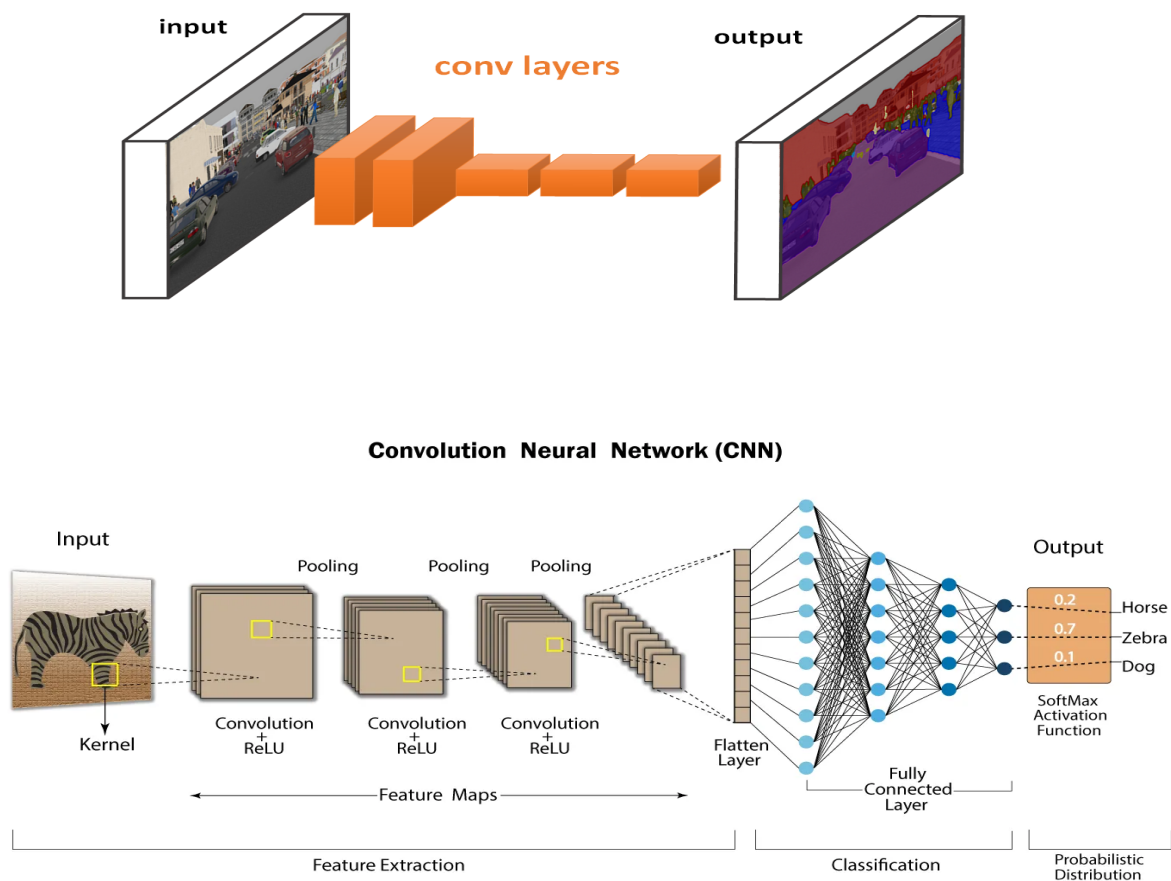 input
output
conv layers
Convolution Neural Network (CNN)
Input
Output
Pooling
Pooling
Pooling
0.2
Horse
0.7
Zebra
0.1
Dog
Kernel
Convolution
+
ReLU
Convolution
+
ReLU
Convolution
+
ReLU
Flatten
Layer
SoftMax
Activation
Function
Feature Maps
Fully
Connected
Layer
Feature Extraction
Classification
Probabilistic
Distribution